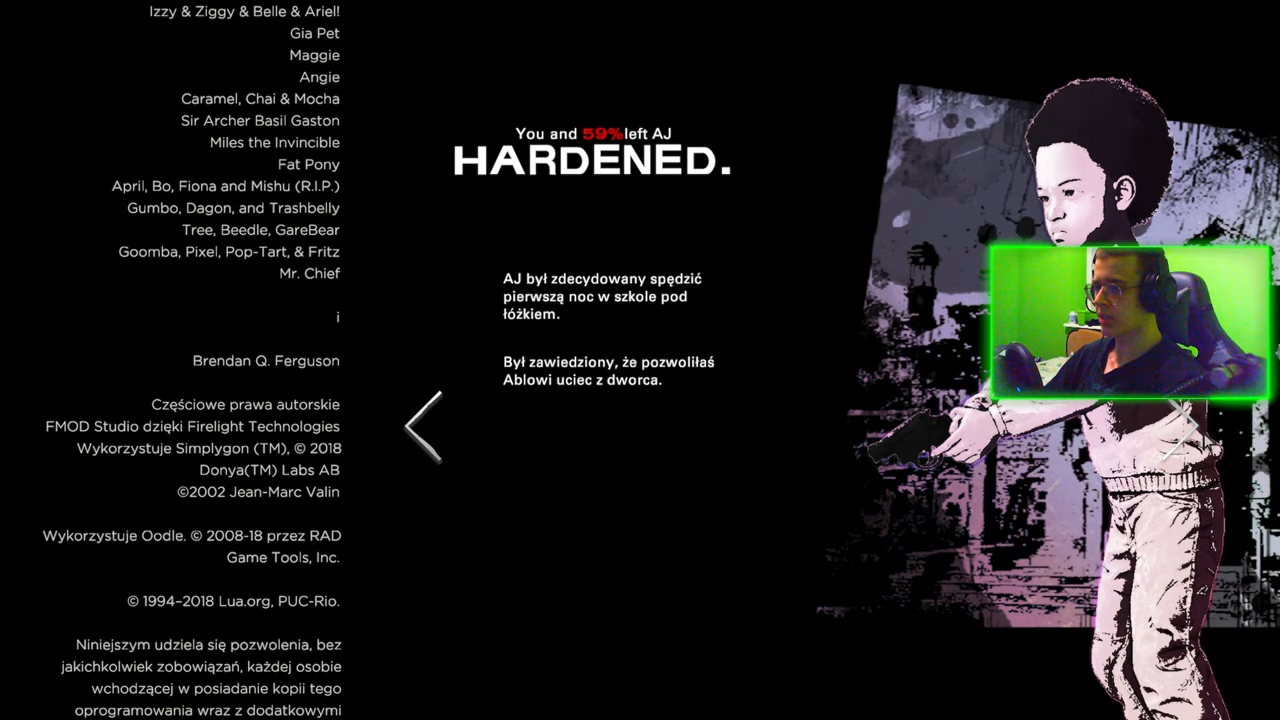 Izzy & Ziggy & Belle & Ariel!
Gia Pet
Maggie
Angie
Caramel, Chai & Mocha
Sir Archer Basil Gaston
Miles the Invincible
Fat Pony
April, Bo, Fiona and Mishu (R.I.P.)
Gumbo, Dagon, and Trashbelly
Tree, Beedle, GareBear
Goomba, Pixel, Pop-Tart, & Fritz
Mr. Chief
i
Brendan Q. Ferguson
Częściowe prawa autorskie
FMOD Studio dzięki Firelight Technologies
Wykorzystuje Simplygon (TM), © 2018
Donya(TM) Labs AB
©2002 Jean-Marc Valin
Wykorzystuje Oodle. © 2008-18 przez RAD
Game Tools, Inc.
© 1994–2018 Lua.org, PUC-Rio.
Niniejszym udziela się pozwolenia, bez
jakichkolwiek zobowiązań, każdej osobie
wchodzącej w posiadanie kopii tego
oprogramowania wraz z dodatkowymi
You and 59%left AJ
HARDENED.
AJ był zdecydowany spędzić
pierwszą noc w szkole pod
łóżkiem.
Był zawiedziony, że pozwoliłaś
Ablowi uciec z dworca.